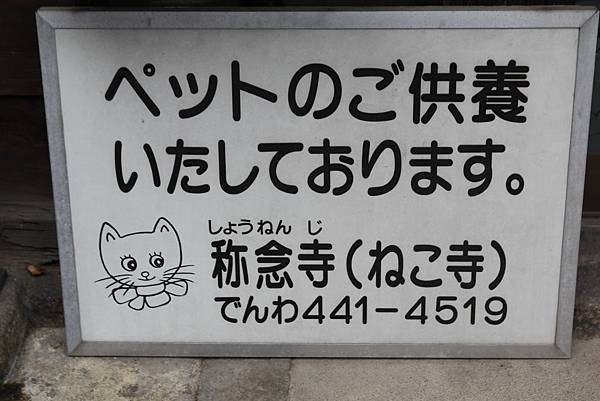 ペットのご供養
いたしております。
しょうねん じ
称念寺(ねこ寺)
でんわ441-4519